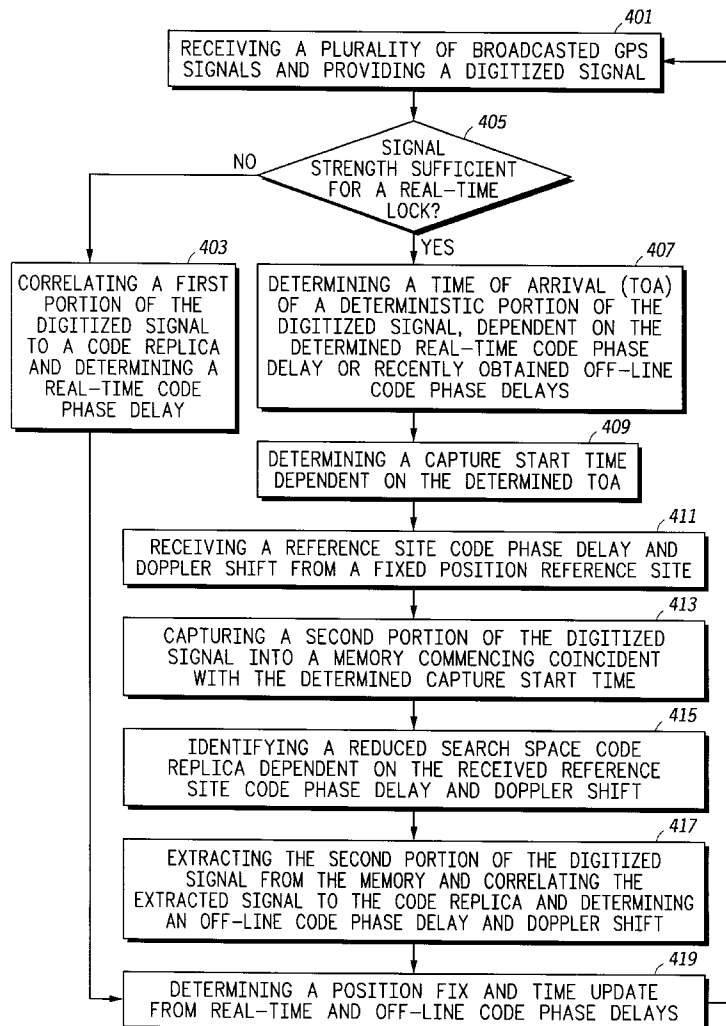 401
RECEIVING A PLURALITY OF BROADCASTED GPS
SIGNALS AND PROVIDING A DIGITIZED SIGNAL
405
SIGNAL
STRENGTH SUFFICIENT
FOR A REAL-TIME
LOCK?
NO
YES
403
CORRELATING A FIRST
PORTION OF THE
DIGITIZED SIGNAL
TO A CODE REPLICA
AND DETERMINING A
REAL-TIME CODE
PHASE DELAY
407
DETERMINING A TIME OF ARRIVAL (TOA)
OF A DETERMINISTIC PORTION OF THE
DIGITIZED SIGNAL, DEPENDENT ON THE
DETERMINED REAL-TIME CODE PHASE
DELAY OR RECENTLY OBTAINED OFF-LINE
CODE PHASE DELAYS
409
DETERMINING A CAPTURE START TIME
DEPENDENT ON THE DETERMINED TOA
411
RECEIVING A REFERENCE SITE CODE PHASE DELAY AND
DOPPLER SHIFT FROM A FIXED POSITION REFERENCE SITE
413
CAPTURING A SECOND PORTION OF THE DIGITIZED
SIGNAL INTO A MEMORY COMMENCING COINCIDENT
WITH THE DETERMINED CAPTURE START TIME
415
IDENTIFYING A REDUCED SEARCH SPACE CODE
REPLICA DEPENDENT ON THE RECEIVED REFERENCE
SITE CODE PHASE DELAY AND DOPPLER SHIFT
417
EXTRACTING THE SECOND PORTION OF THE DIGITIZED
SIGNAL FROM THE MEMORY AND CORRELATING THE
EXTRACTED SIGNAL TO THE CODE REPLICA AND DETERMINING
AN OFF-LINE CODE PHASE DELAY AND DOPPLER SHIFT
419
DETERMINING A POSITION FIX AND TIME UPDATE
FROM REAL-TIME AND OFF-LINE CODE PHASE DELAYS